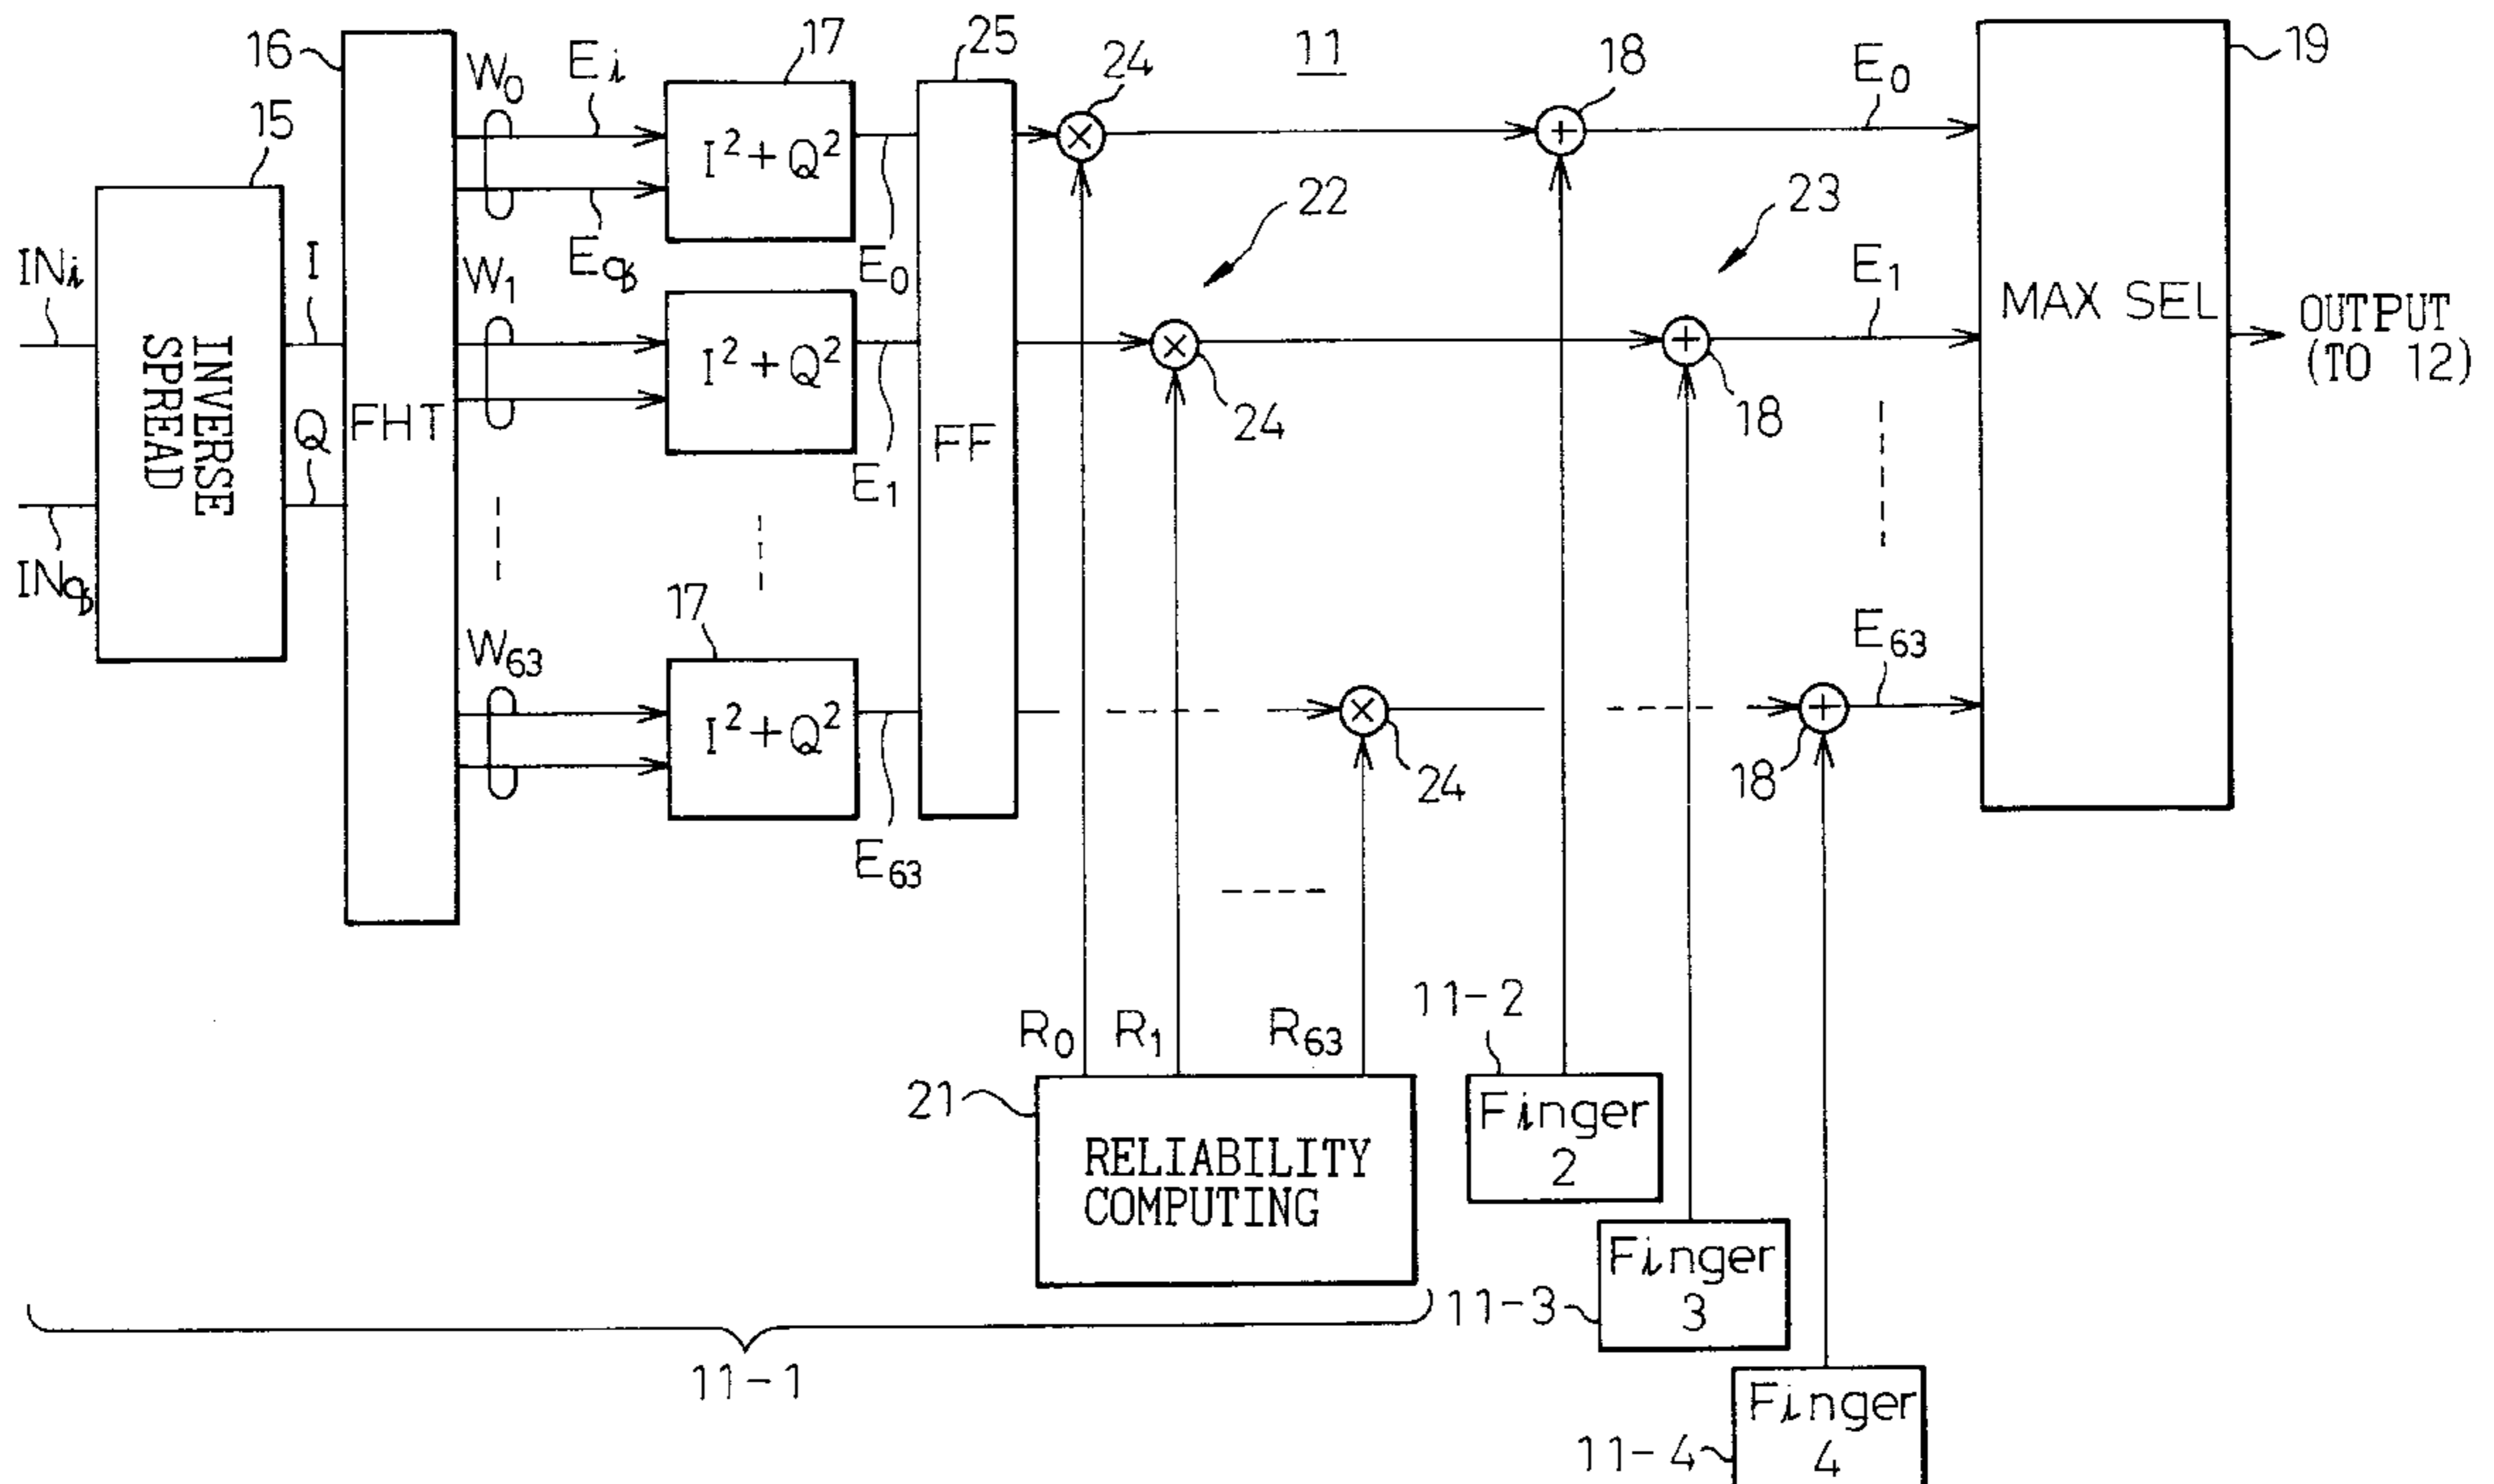 11
16
W0
Ei
17
25
24
18
E0
19
15
I² + Q²
22
23
INi
I
W1
Eq
E0
E1
INVERSE
SPREAD
FHT
I² + Q²
FF
24
18
MAX SEL
OUTPUT
(TO 12)
Q
E1
INq
W63
17
E63
I² + Q²
24
18
E63
R0
R1
R63
11-2
21
RELIABILITY
COMPUTING
Finger
2
11-3
Finger
3
11-1
11-4
Finger
4